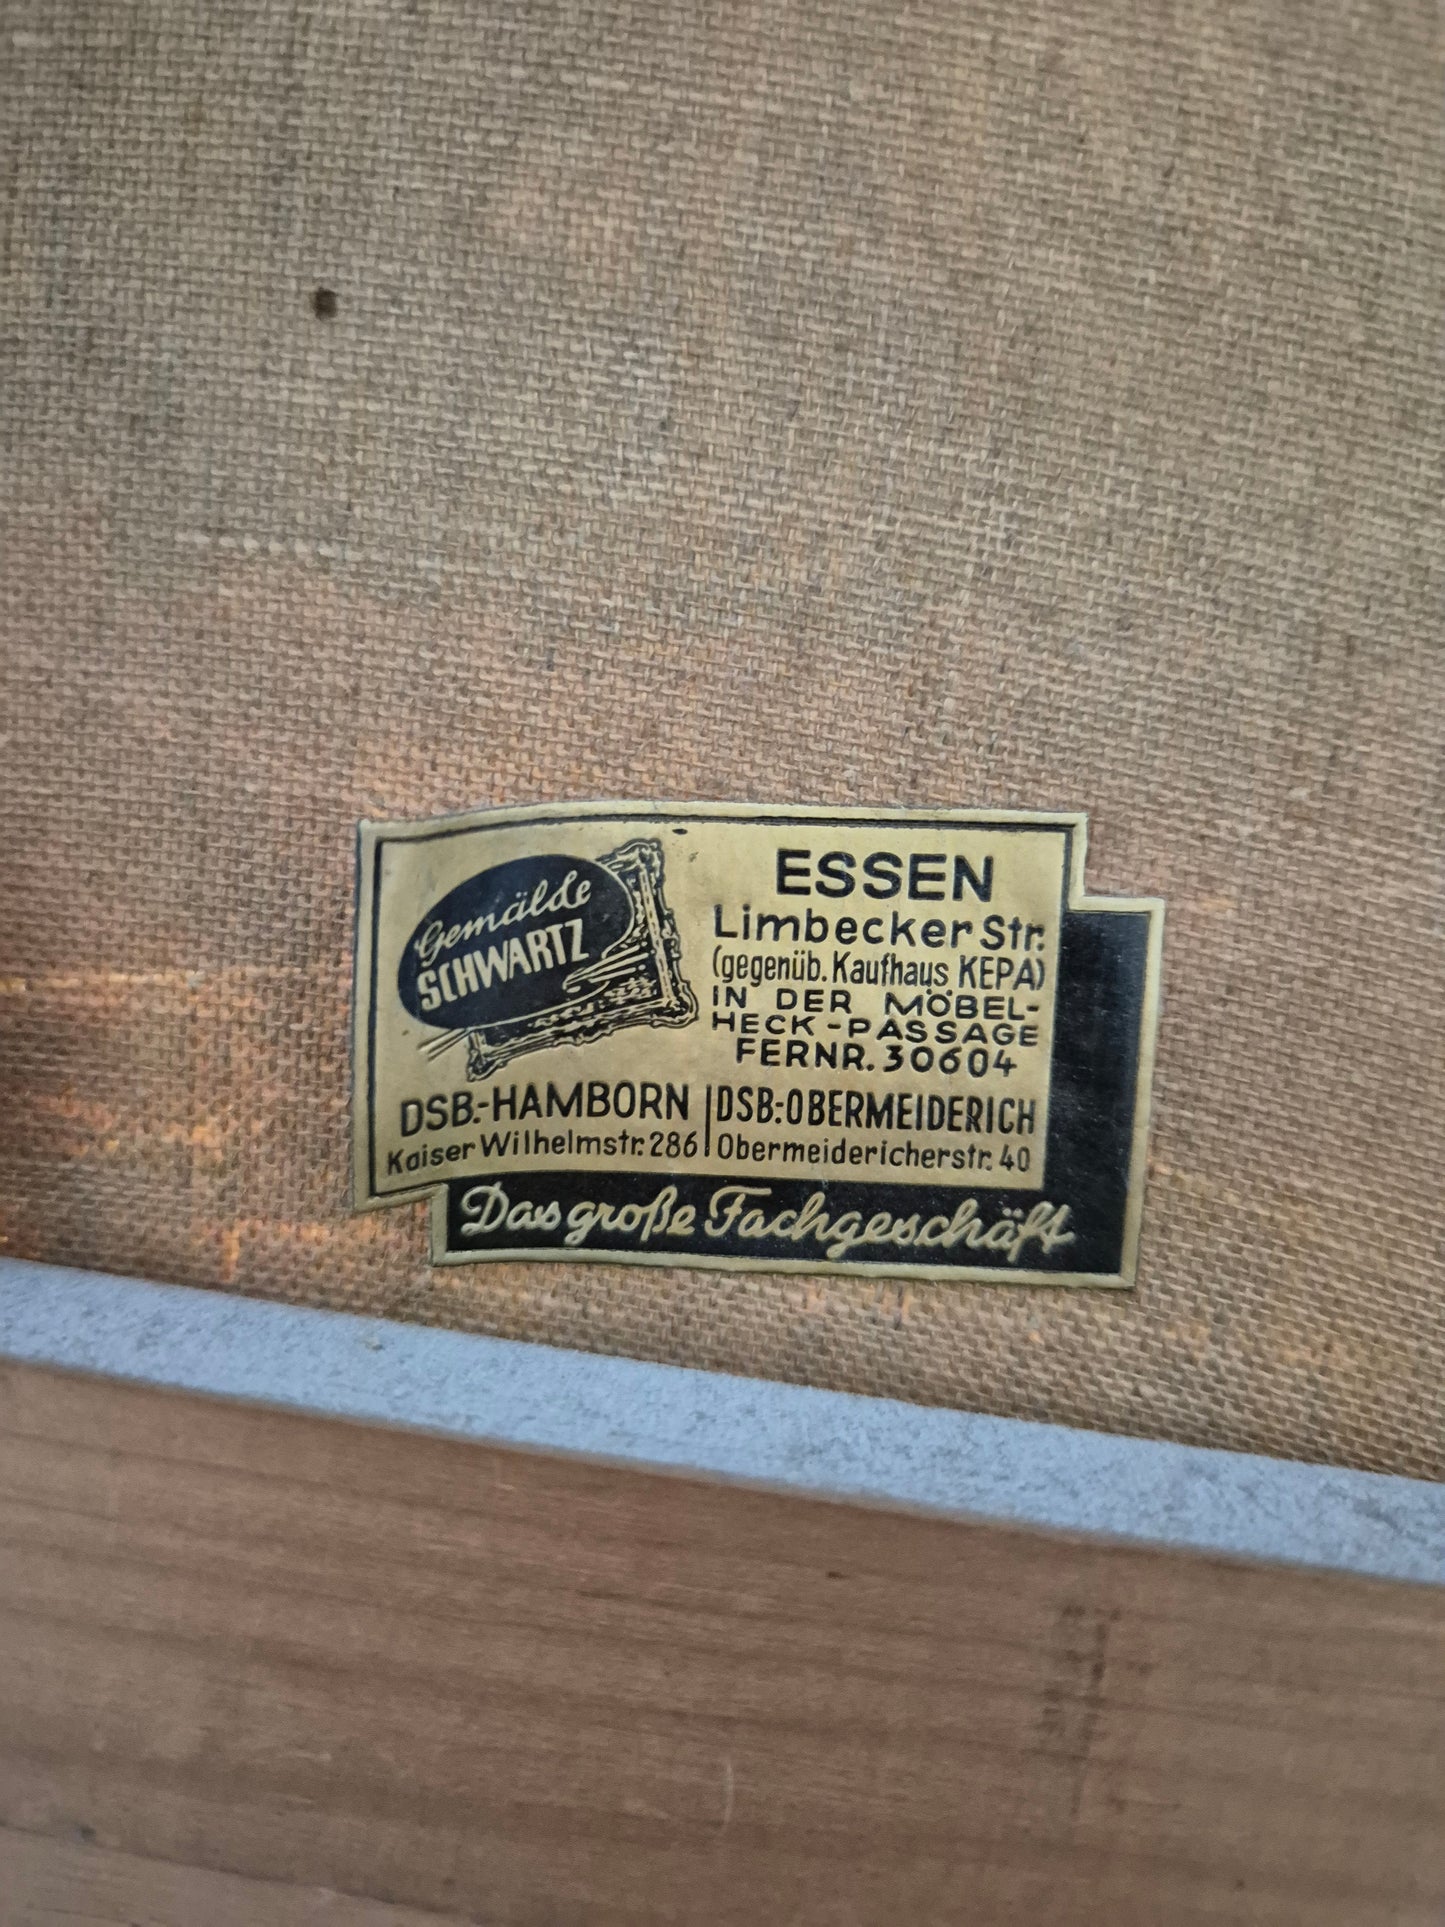 Gemälde
SCHWARTZ
ESSEN
Limbecker Str.
(gegenüb. Kaufhaus KEPA)
IN DER MÖBEL-
HECK-PASSAGE
FERNR. 30604
DSB.-HAMBORN
Kaiser Wilhelmstr. 286
DSB.-OBERMEIDERICH
Obermeidericherstr. 40
Das große Fachgeschäft